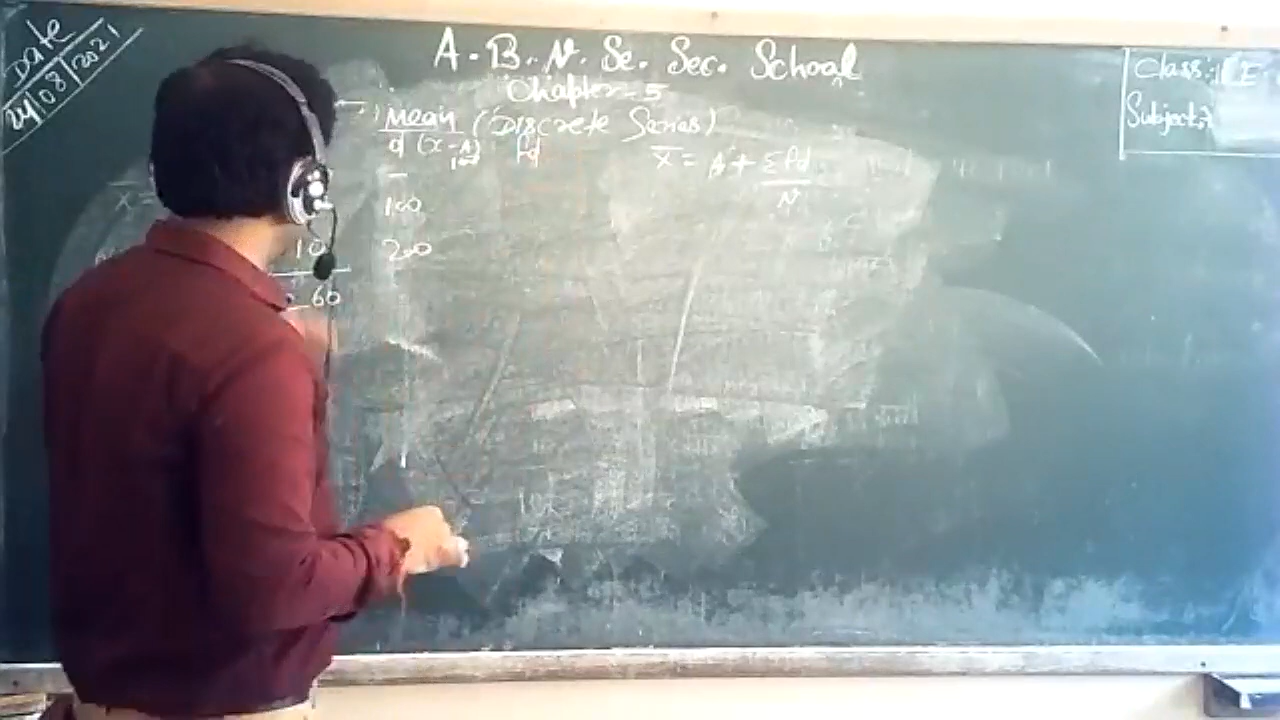 Date
24/08/2021
A. B. N. Se. Sec. School
Chapter - 5
Mean (Discrete Series)
Class:- E
Subject:-
d (x-A) fd
x̄ = A + Σfd
N
100
10 200
60